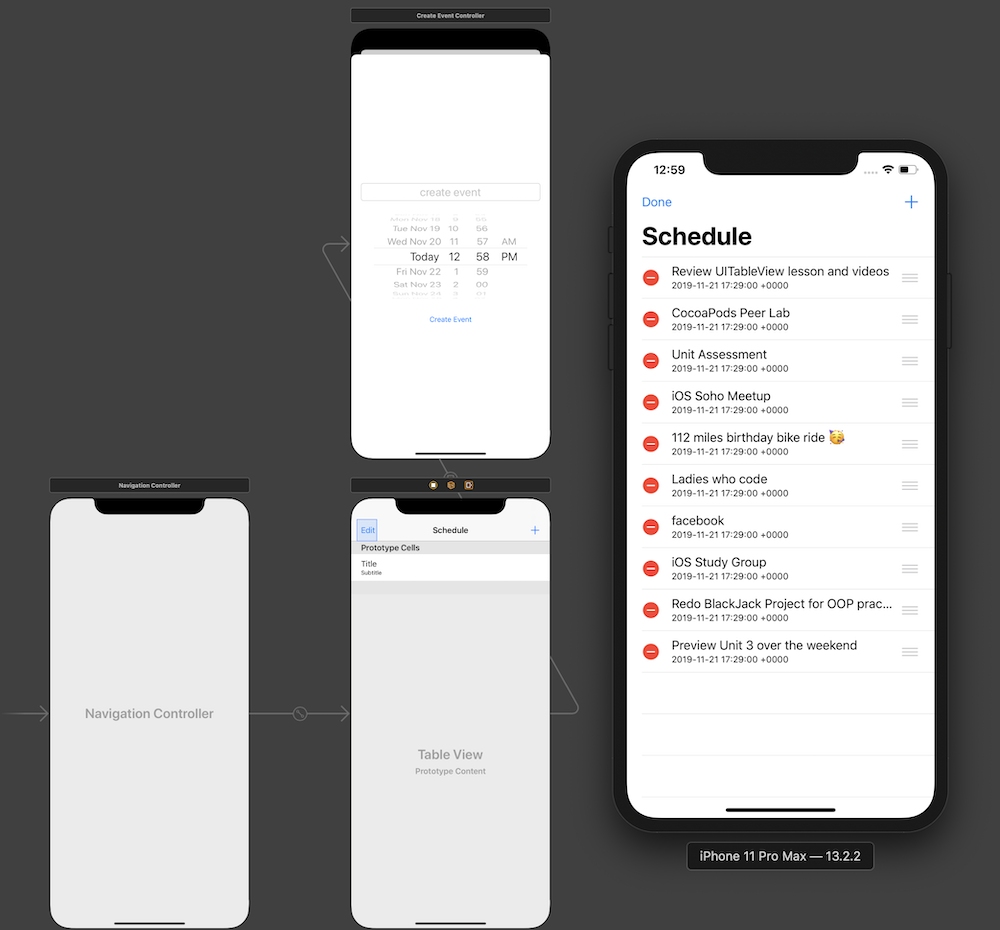 Create Event Controller
create event
Mon Nov 18 9 55
Tue Nov 19 10 56
Wed Nov 20 11 57 AM
Today 12 58 PM
Fri Nov 22 1 59
Sat Nov 23 2 00
Sun Nov 24 3 01
Create Event
Navigation Controller
Navigation Controller
Edit
Schedule
+
Prototype Cells
Title
Subtitle
Table View
Prototype Content
12:59
Done
+
Schedule
Review UITableView lesson and videos
2019-11-21 17:29:00 +0000
CocoaPods Peer Lab
2019-11-21 17:29:00 +0000
Unit Assessment
2019-11-21 17:29:00 +0000
iOS Soho Meetup
2019-11-21 17:29:00 +0000
112 miles birthday bike ride 🥳
2019-11-21 17:29:00 +0000
Ladies who code
2019-11-21 17:29:00 +0000
facebook
2019-11-21 17:29:00 +0000
iOS Study Group
2019-11-21 17:29:00 +0000
Redo BlackJack Project for OOP prac...
2019-11-21 17:29:00 +0000
Preview Unit 3 over the weekend
2019-11-21 17:29:00 +0000
iPhone 11 Pro Max — 13.2.2